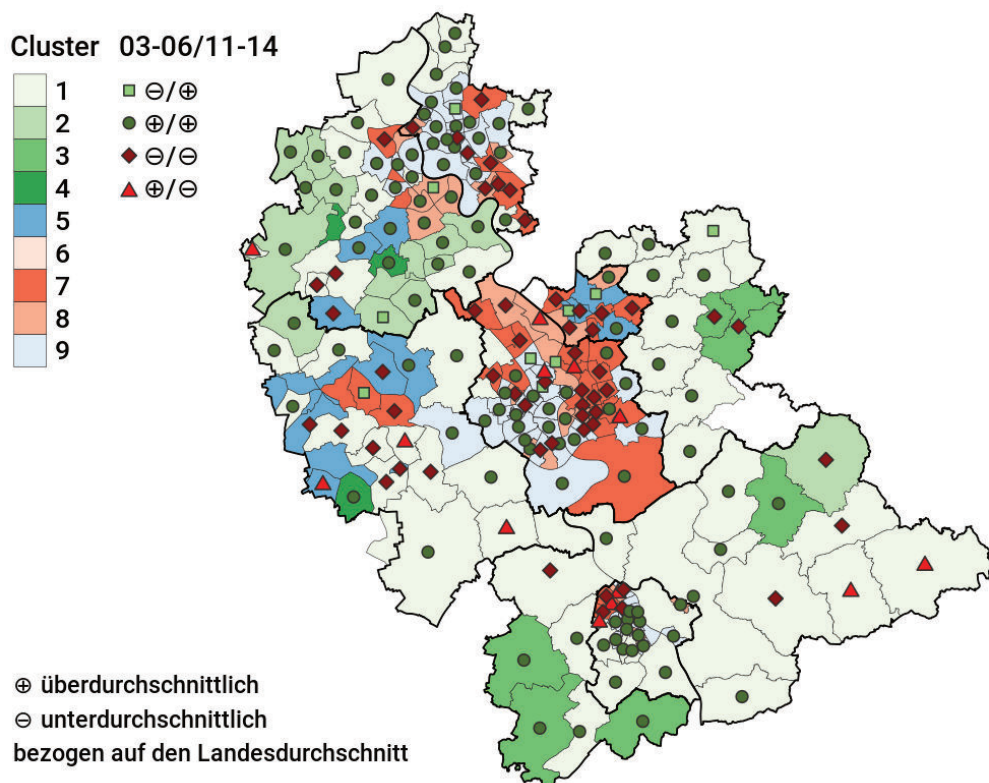 Cluster 03-06/11-14
1 ⊖/⊕
2 ⊕/⊕
3 ⊖/⊖
4 ⊕/⊖
5
6
7
8
9
⊕ überdurchschnittlich
⊖ unterdurchschnittlich
bezogen auf den Landesdurchschnitt